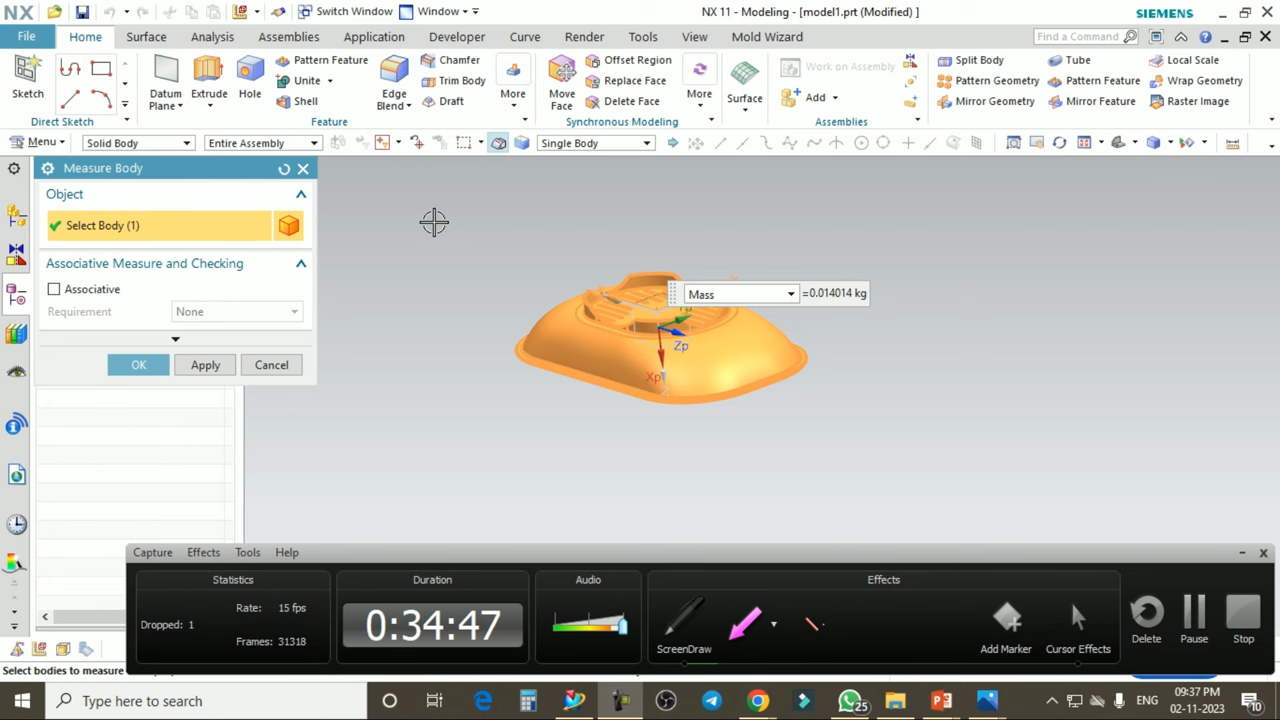 NX
Switch Window
Window
NX 11 - Modeling - [model1.prt (Modified) ]
SIEMENS
File
Home
Surface
Analysis
Assemblies
Application
Developer
Curve
Render
Tools
View
Mold Wizard
Find a Command
Sketch
Datum Plane
Extrude
Hole
Pattern Feature
Unite
Shell
Edge Blend
Chamfer
Trim Body
Draft
More
Move Face
Offset Region
Replace Face
Delete Face
More
Surface
Work on Assembly
Add
Split Body
Pattern Geometry
Mirror Geometry
Tube
Pattern Feature
Mirror Feature
Local Scale
Wrap Geometry
Raster Image
Direct Sketch
Feature
Synchronous Modeling
Assemblies
Menu
Solid Body
Entire Assembly
Single Body
Measure Body
Object
Select Body (1)
Associative Measure and Checking
Associative
Requirement
None
OK
Apply
Cancel
Mass
=0.014014 kg
Zp
Xp
Capture
Effects
Tools
Help
Statistics
Rate: 15 fps
Dropped: 1
Frames: 31318
Duration
0:34:47
Audio
Effects
ScreenDraw
Add Marker
Cursor Effects
Delete
Pause
Stop
Select bodies to measure
Type here to search
25
ENG
09:37 PM
02-11-2023
10